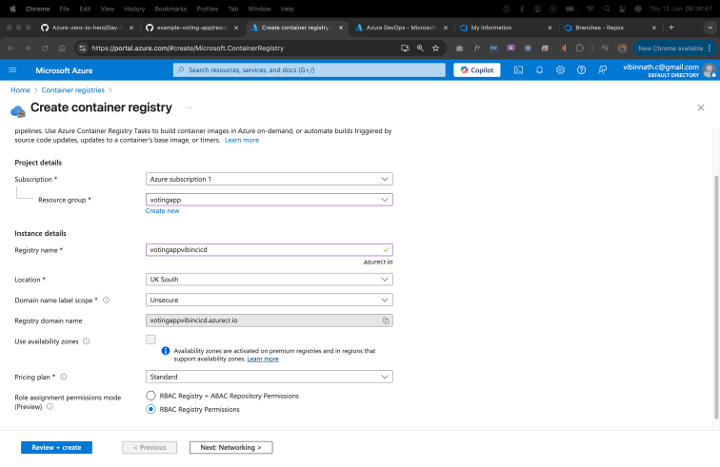 Chrome File Edit View History Bookmarks Profiles Tab Window Help Thu 12 Jun 08:36:47
Azure-zero-to-hero/Day-1 example-voting-app/resul Create container registry Azure DevOps - Microsoft My Information Branches - Repos
https://portal.azure.com/#create/Microsoft.ContainerRegistry New Chrome available
Microsoft Azure Search resources, services, and docs (G+/) Copilot vibinnath.c@gmail.com
DEFAULT DIRECTORY
Home > Container registries >
Create container registry ...
pipelines. Use Azure Container Registry Tasks to build container images in Azure on-demand, or automate builds triggered by
source code updates, updates to a container's base image, or timers. Learn more
Project details
Subscription * Azure subscription 1
Resource group * votingapp
Create new
Instance details
Registry name * votingappvibincicd
.azurecr.io
Location * UK South
Domain name label scope * Unsecure
Registry domain name votingappvibincicd.azurecr.io
Use availability zones
Availability zones are activated on premium registries and in regions that
support availability zones. Learn more
Pricing plan * Standard
Role assignment permissions mode RBAC Registry + ABAC Repository Permissions
(Preview) RBAC Registry Permissions
Review + create < Previous Next: Networking >